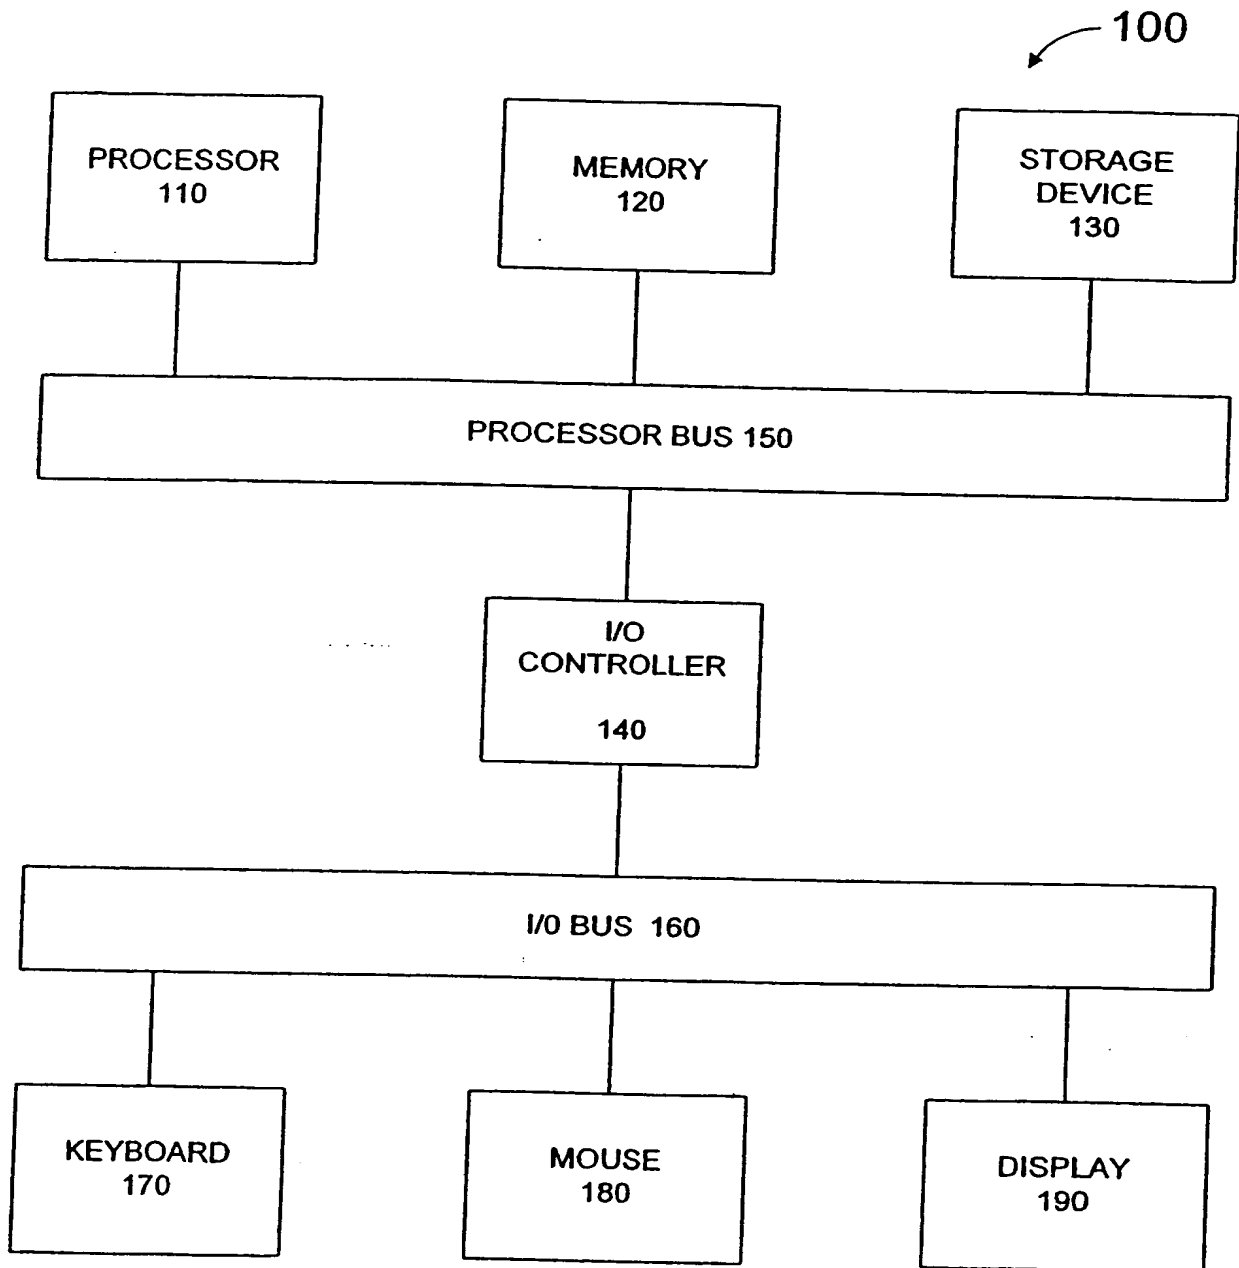 100
PROCESSOR
110
MEMORY
120
STORAGE
DEVICE
130
PROCESSOR BUS 150
I/O
CONTROLLER
140
I/0 BUS 160
KEYBOARD
170
MOUSE
180
DISPLAY
190